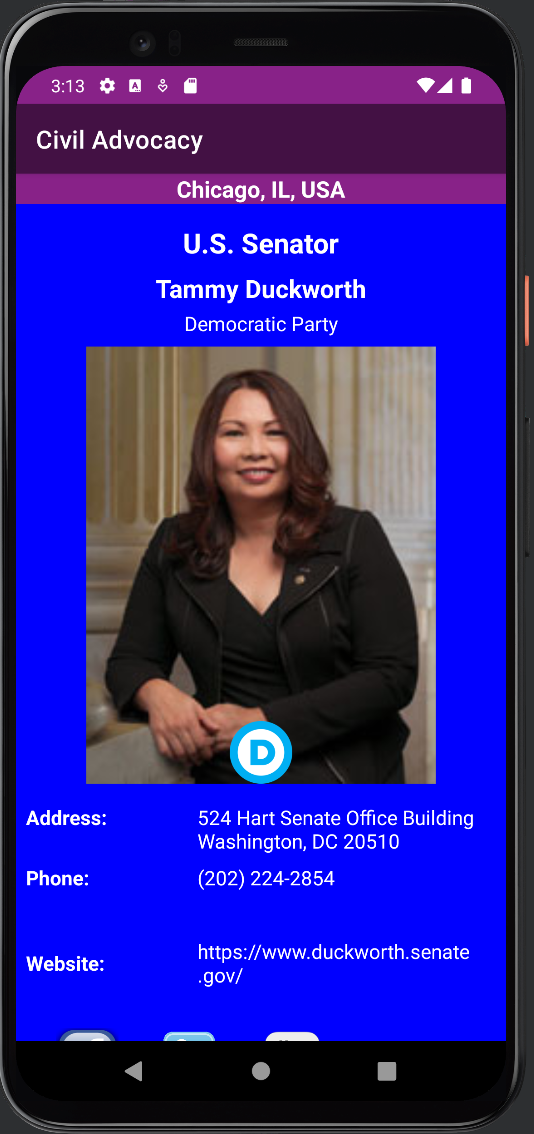 3:13
Civil Advocacy
Chicago, IL, USA
U.S. Senator
Tammy Duckworth
Democratic Party
D
Address:
524 Hart Senate Office Building
Washington, DC 20510
Phone:
(202) 224-2854
Website:
https://www.duckworth.senate
.gov/